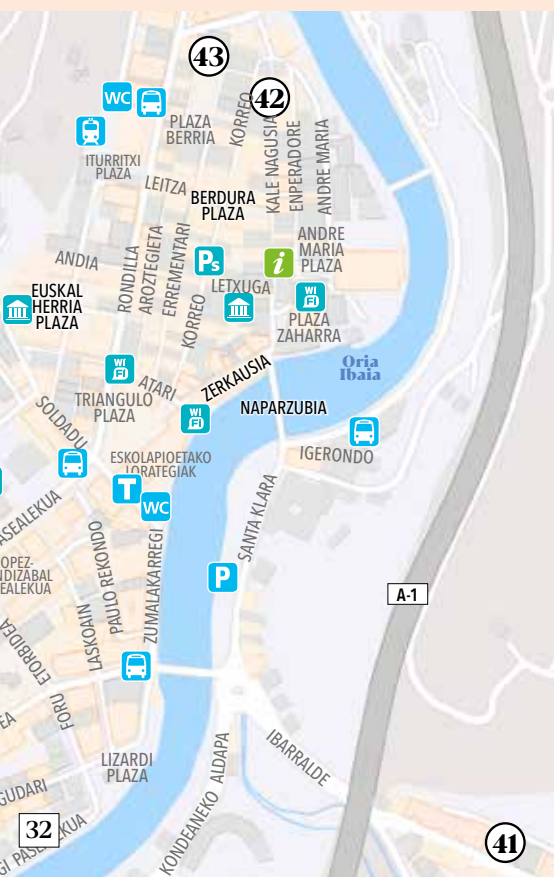 43
42
WC
PLAZA
BERRIA
KORREO
KALE NAGUSIA
ENPERADORE
ANDRE MARIA
ITURRITXI
PLAZA
LEITZA
BERDURA
PLAZA
ANDIA
RONDILLA
AROZTEGIETA
ERREMENTARI
KORREO
Ps
i
ANDRE
MARIA
PLAZA
LETXUGA
EUSKAL
HERRIA
PLAZA
WI
FI
PLAZA
ZAHARRA
Oria
Ibaia
WI
FI
TRIANGULO
PLAZA
ATARI
ZERKAUSIA
WI
FI
NAPARZUBIA
SOLDADU
IGERONDO
ESKOLAPIOETAKO
LORATEGIAK
T
WC
SANTA KLARA
PAULO REKONDO
LASKOAIN
ZUMALAKARREGI
P
A-1
ETORBIDEA
FORU
LIZARDI
PLAZA
KONDEANEKO ALDAPA
IBARRALDE
32
41